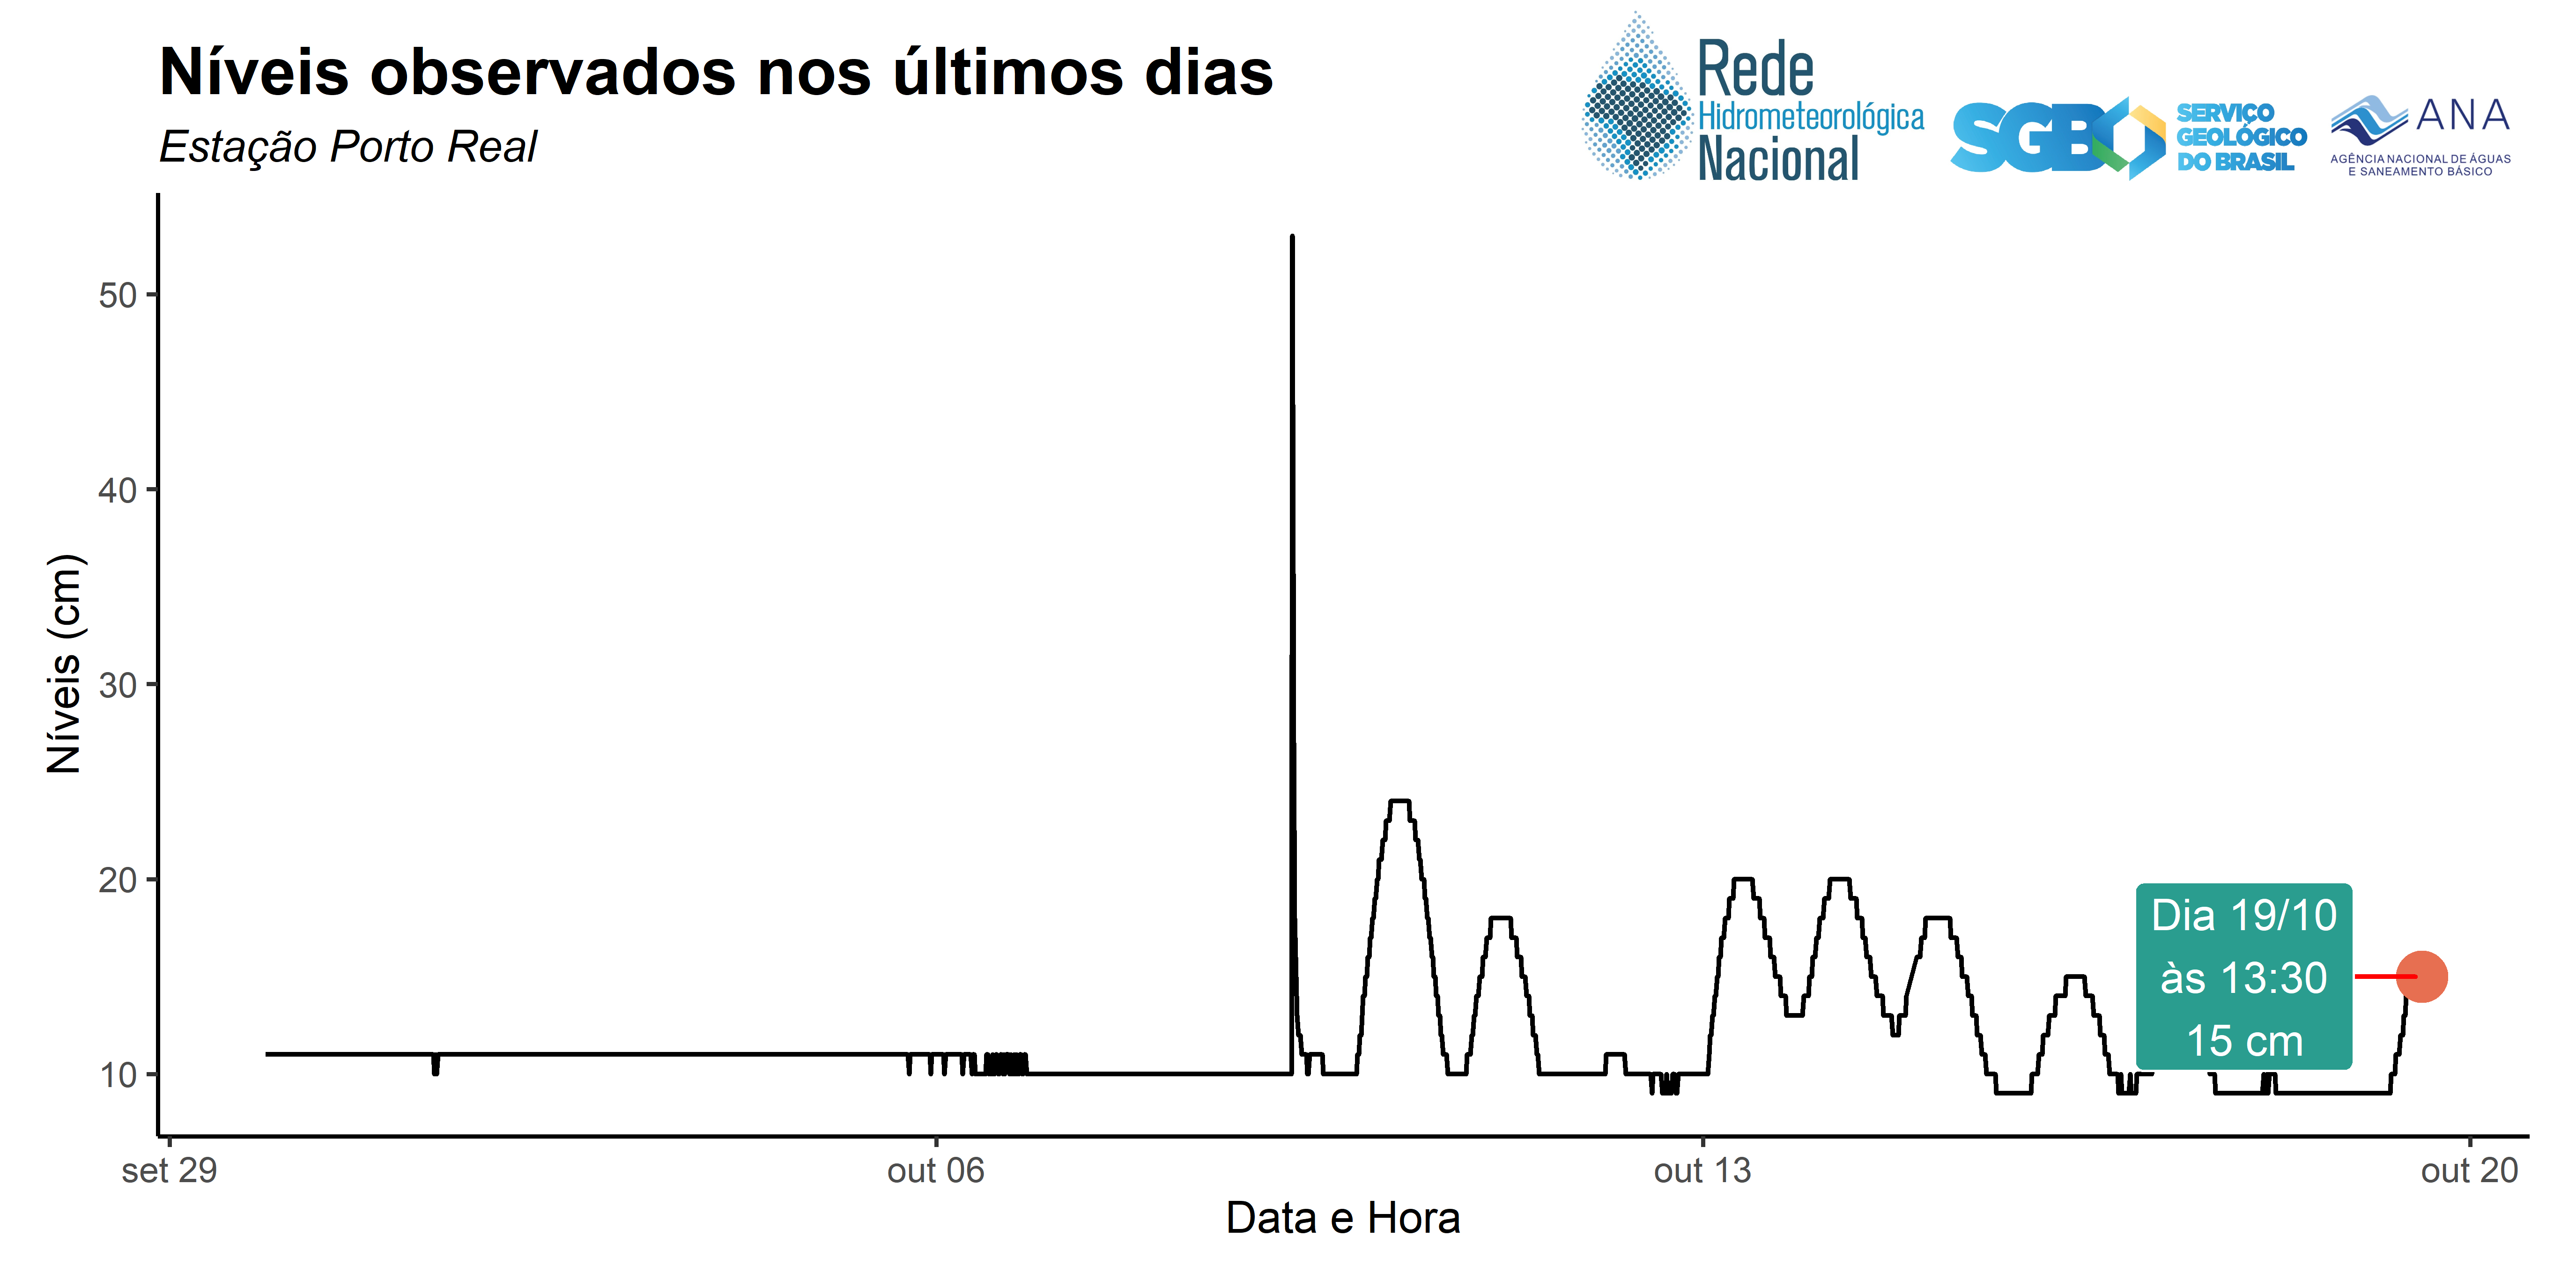 Níveis observados nos últimos dias
Estação Porto Real
Rede
Hidrometeorológica
Nacional
SGB
SERVIÇO
GEOLÓGICO
DO BRASIL
ANA
AGÊNCIA NACIONAL DE ÁGUAS
E SANEAMENTO BÁSICO
Níveis (cm)
50
40
30
20
10
Dia 19/10
às 13:30
15 cm
set 29
out 06
out 13
out 20
Data e Hora